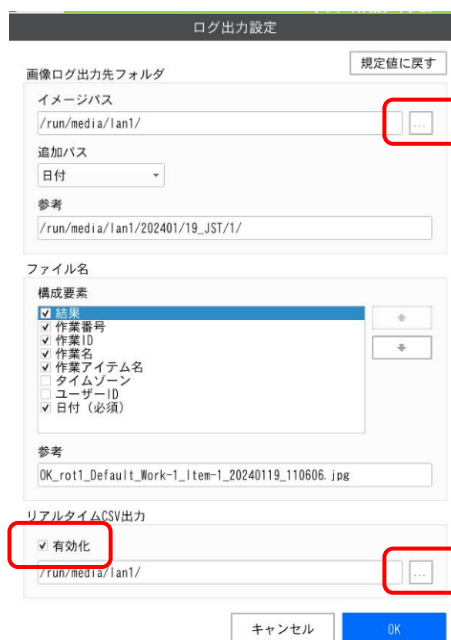 ログ出力設定
規定値に戻す
画像ログ出力先フォルダ
イメージパス
/run/media/lan1/
...
追加パス
日付
参考
/run/media/lan1/202401/19_JST/1/
ファイル名
構成要素
結果
作業番号
作業ID
作業名
作業アイテム名
タイムゾーン
ユーザーID
日付（必須）
参考
OK_rot1_Default_Work-1_Item-1_20240119_110606.jpg
リアルタイムCSV出力
有効化
/run/media/lan1/
...
キャンセル
OK